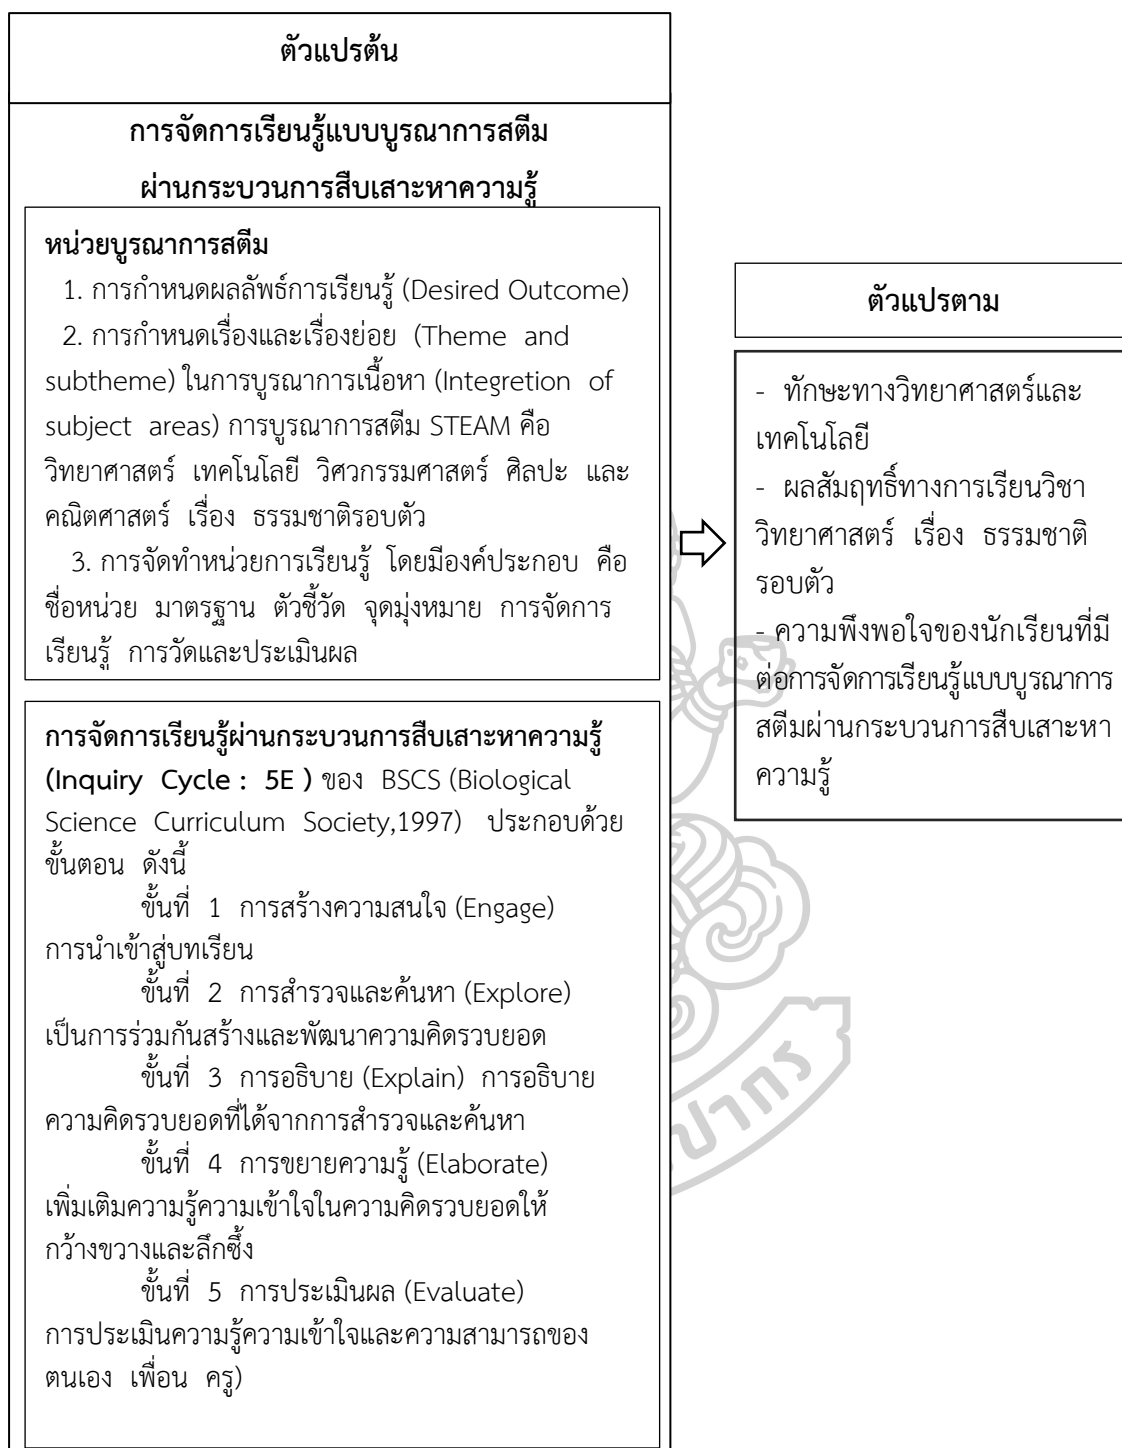 ตัวแปรต้น
การจัดการเรียนรู้แบบบูรณาการสตีม
ผ่านกระบวนการสืบเสาะหาความรู้
หน่วยบูรณาการสตีม
1. การกำหนดผลลัพธ์การเรียนรู้ (Desired Outcome)
2. การกำหนดเรื่องและเรื่องย่อย (Theme and
subtheme) ในการบูรณาการเนื้อหา (Integretion of
subject areas) การบูรณาการสตีม STEAM คือ
วิทยาศาสตร์ เทคโนโลยี วิศวกรรมศาสตร์ ศิลปะ และ
คณิตศาสตร์ เรื่อง ธรรมชาติรอบตัว
3. การจัดทำหน่วยการเรียนรู้ โดยมีองค์ประกอบ คือ
ชื่อหน่วย มาตรฐาน ตัวชี้วัด จุดมุ่งหมาย การจัดการ
เรียนรู้ การวัดและประเมินผล
การจัดการเรียนรู้ผ่านกระบวนการสืบเสาะหาความรู้
(Inquiry Cycle : 5E ) ของ BSCS (Biological
Science Curriculum Society,1997) ประกอบด้วย
ขั้นตอน ดังนี้
ขั้นที่ 1 การสร้างความสนใจ (Engage)
การนำเข้าสู่บทเรียน
ขั้นที่ 2 การสำรวจและค้นหา (Explore)
เป็นการร่วมกันสร้างและพัฒนาความคิดรวบยอด
ขั้นที่ 3 การอธิบาย (Explain) การอธิบาย
ความคิดรวบยอดที่ได้จากการสำรวจและค้นหา
ขั้นที่ 4 การขยายความรู้ (Elaborate)
เพิ่มเติมความรู้ความเข้าใจในความคิดรวบยอดให้
กว้างขวางและลึกซึ้ง
ขั้นที่ 5 การประเมินผล (Evaluate)
การประเมินความรู้ความเข้าใจและความสามารถของ
ตนเอง เพื่อน ครู)
ตัวแปรตาม
- ทักษะทางวิทยาศาสตร์และ
เทคโนโลยี
- ผลสัมฤทธิ์ทางการเรียนวิชา
วิทยาศาสตร์ เรื่อง ธรรมชาติ
รอบตัว
- ความพึงพอใจของนักเรียนที่มี
ต่อการจัดการเรียนรู้แบบบูรณาการ
สตีมผ่านกระบวนการสืบเสาะหา
ความรู้